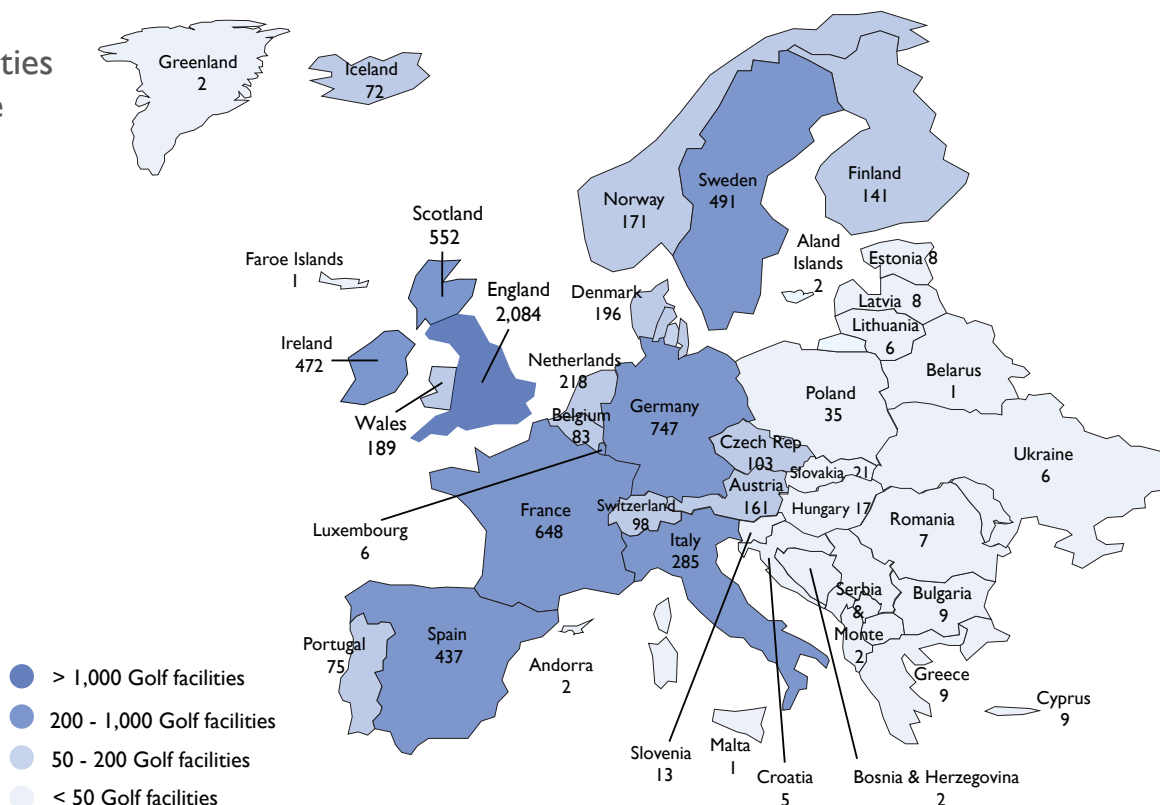 ties
Greenland
2
Iceland
72
Norway
171
Sweden
491
Finland
141
Scotland
552
Faroe Islands
1
England
2,084
Denmark
196
Aland
Islands
2
Estonia 8
Latvia 8
Lithuania
6
Ireland
472
Netherlands
218
Belgium
83
Germany
747
Poland
35
Belarus
1
Wales
189
Czech Rep
103
Slovakia 21
Ukraine
6
Luxembourg
6
France
648
Switzerland
98
Austria
161
Hungary 17
Romania
7
Italy
285
Serbia
&
Monte
2
Bulgaria
9
Portugal
75
Spain
437
Andorra
2
Greece
9
Cyprus
9
Slovenia
13
Malta
1
Croatia
5
Bosnia & Herzegovina
2
> 1,000 Golf facilities
200 - 1,000 Golf facilities
50 - 200 Golf facilities
< 50 Golf facilities